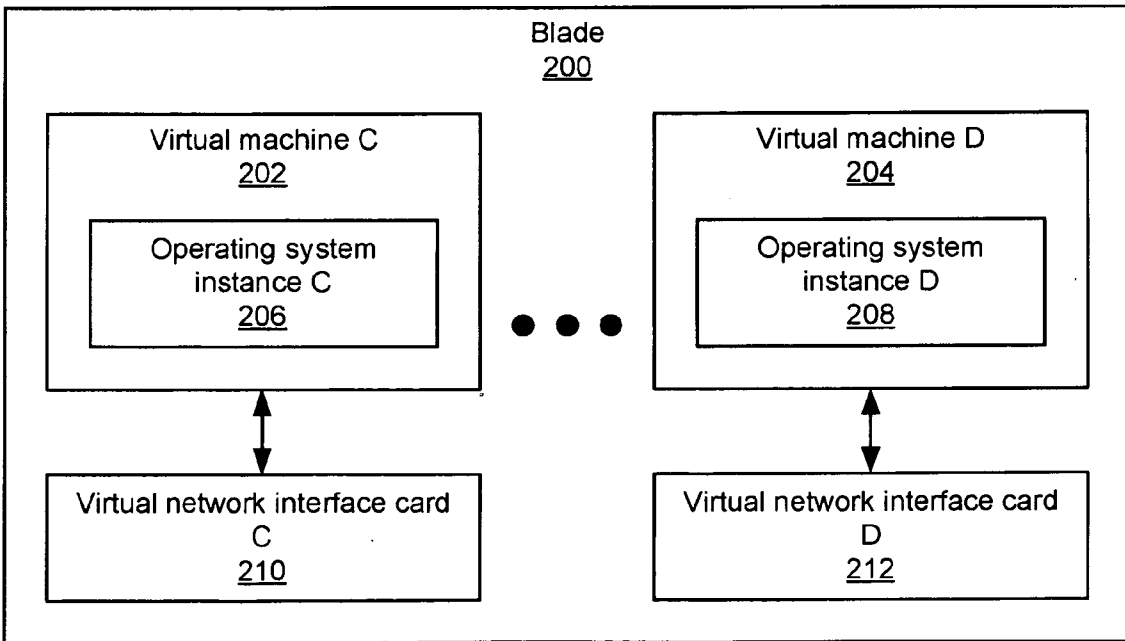 Blade
200
Virtual machine C
202
Operating system
instance C
206
Virtual machine D
204
Operating system
instance D
208
Virtual network interface card
C
210
Virtual network interface card
D
212